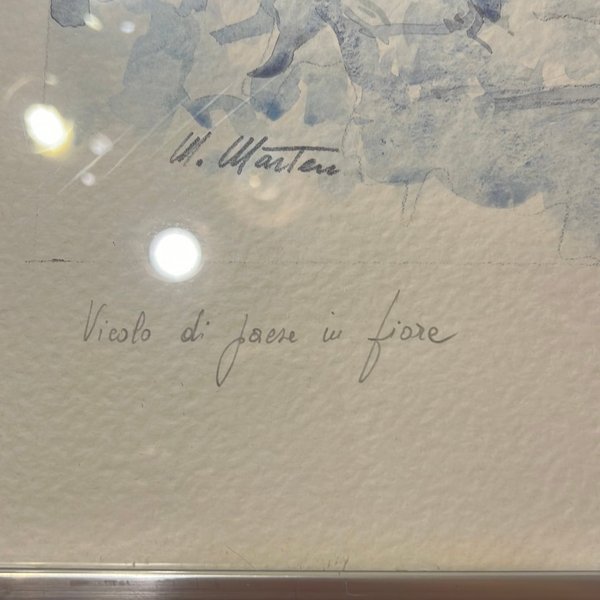 M. Marten
Vicolo di paese in fiore